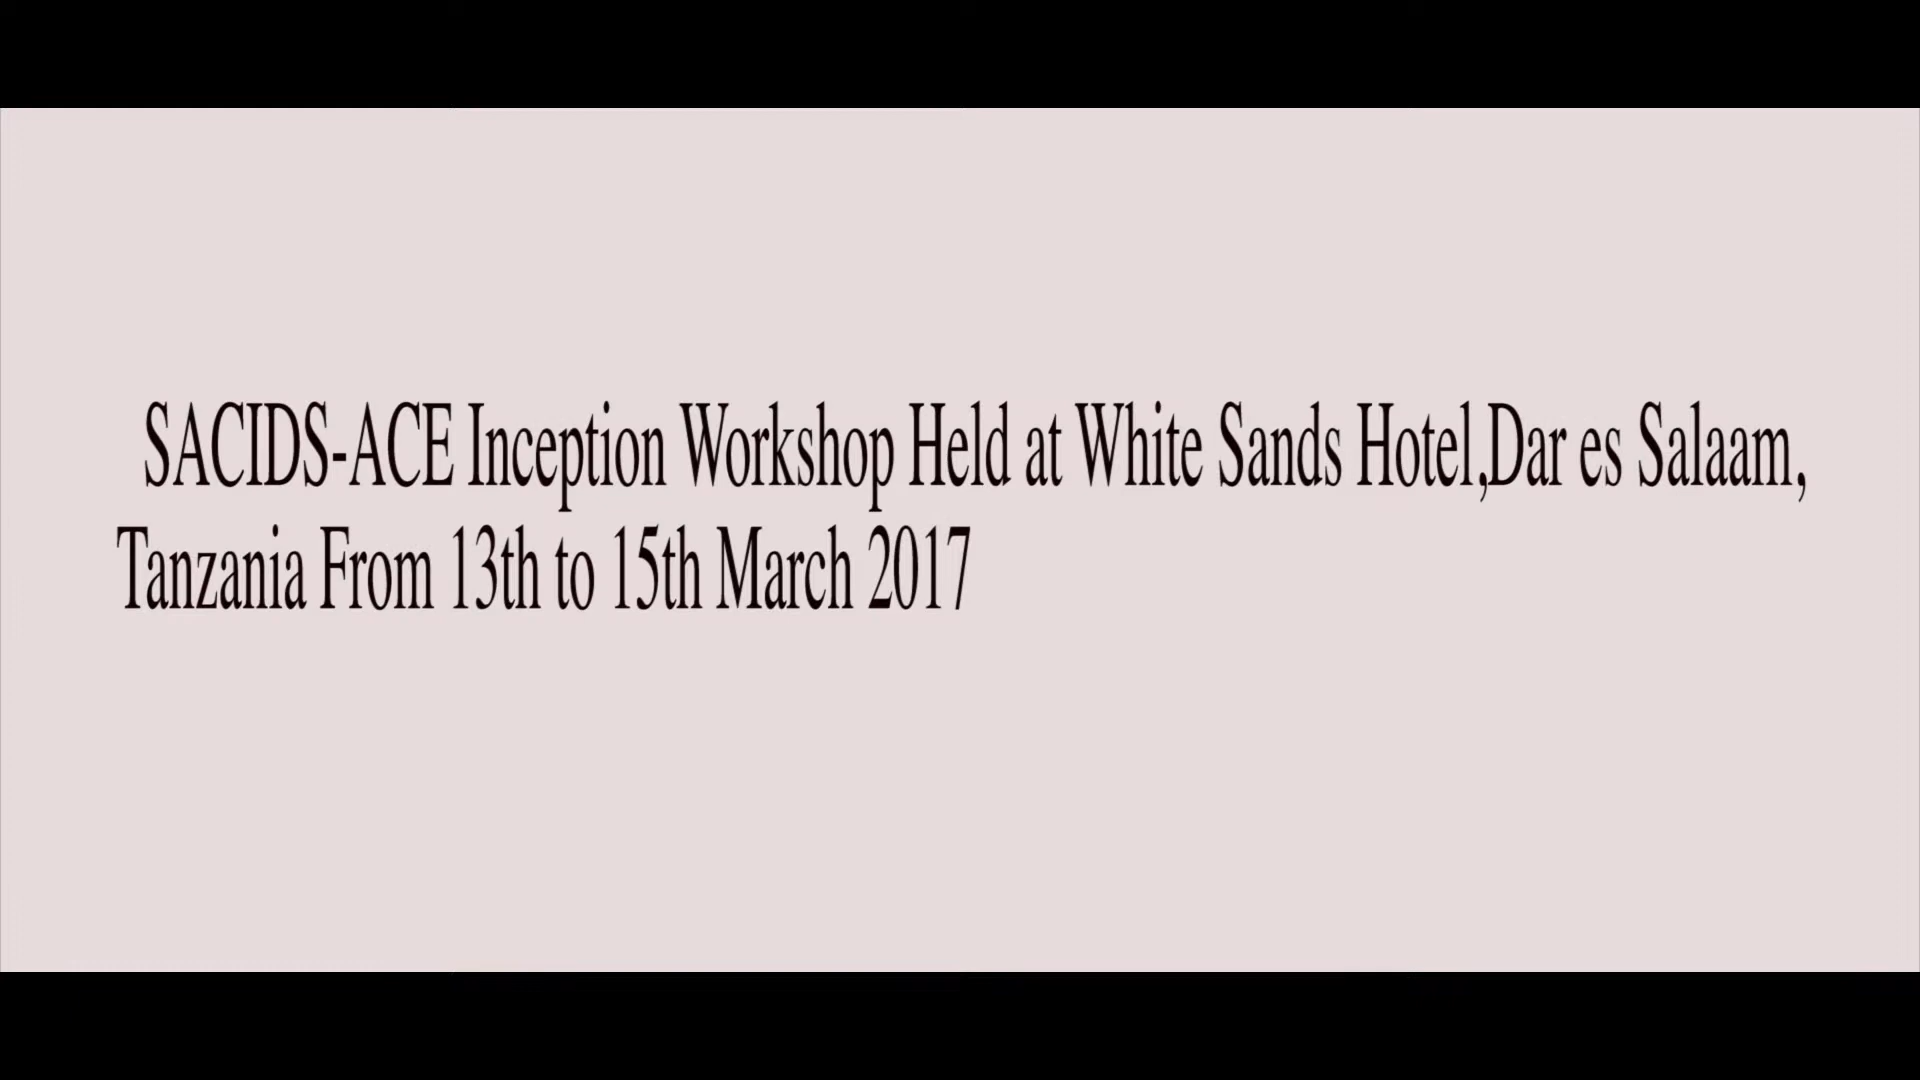 SACIDS-ACE Inception Workshop Held at White Sands Hotel,Dar es Salaam,
Tanzania From 13th to 15th March 2017